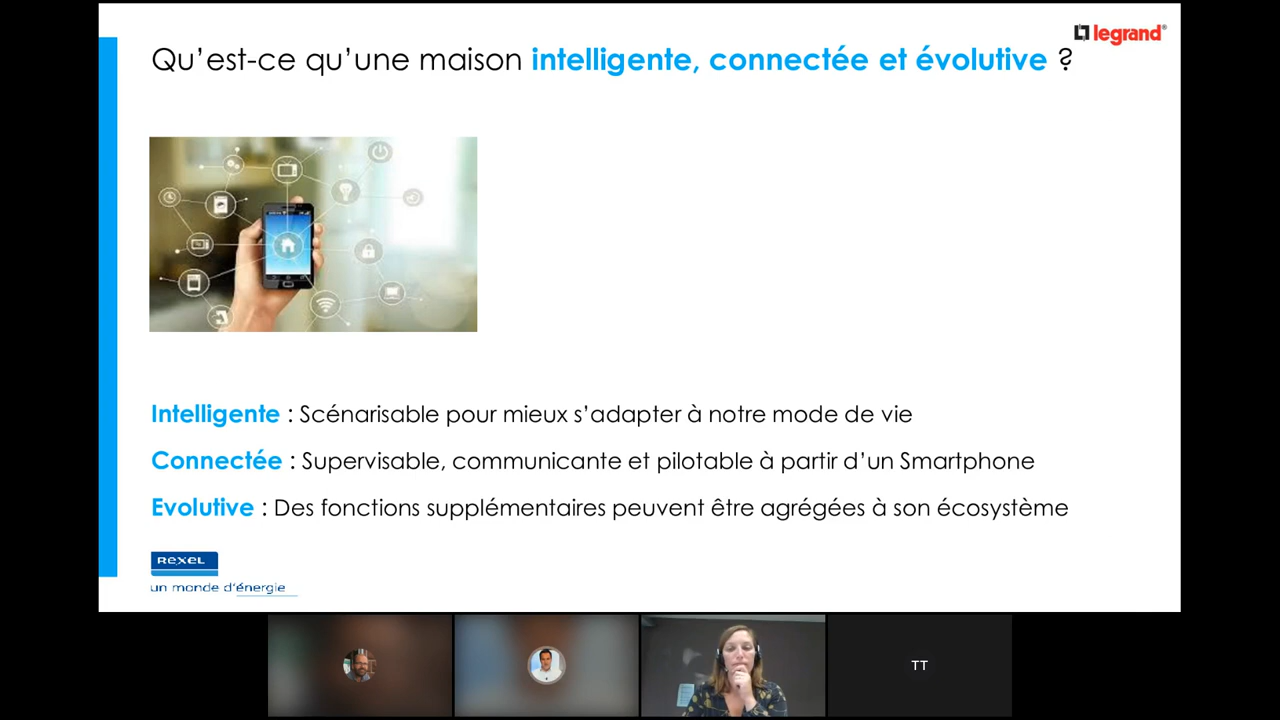 legrand®
Qu’est-ce qu’une maison intelligente, connectée et évolutive ?
Intelligente : Scénarisable pour mieux s’adapter à notre mode de vie
Connectée : Supervisable, communicante et pilotable à partir d’un Smartphone
Evolutive : Des fonctions supplémentaires peuvent être agrégées à son écosystème
REXEL
un monde d’énergie
TT